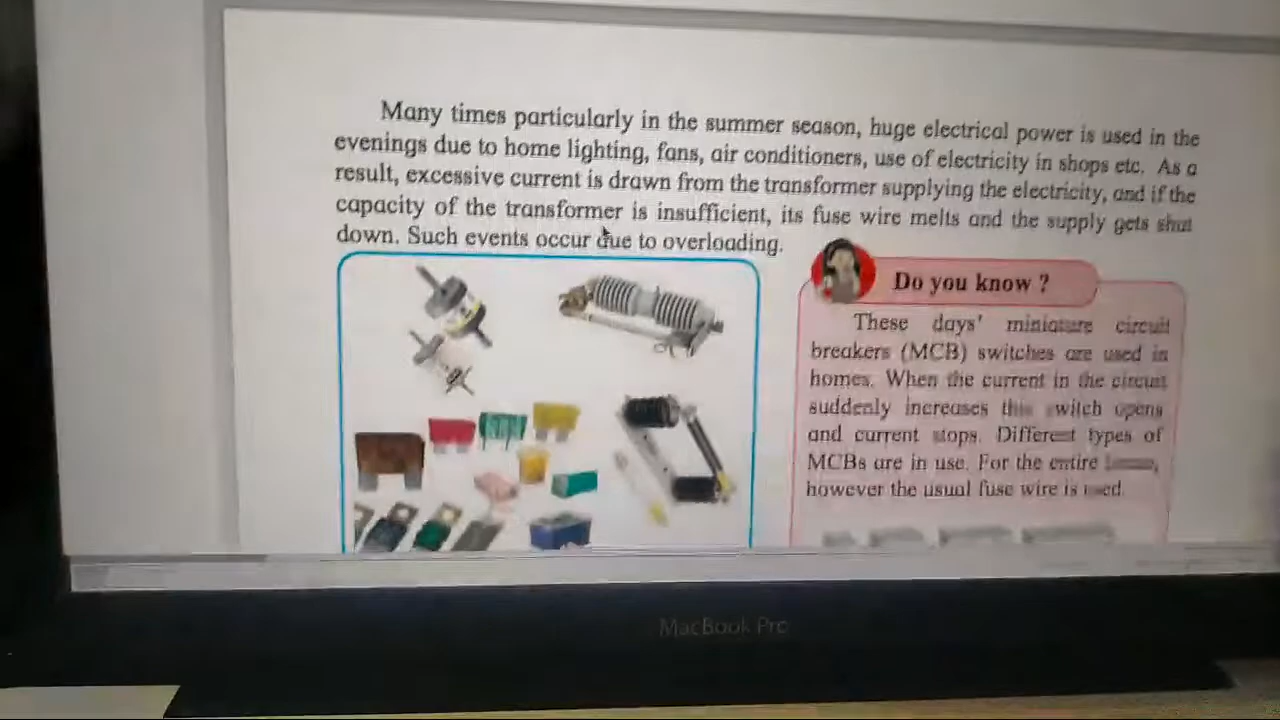 Many times particularly in the summer season, huge electrical power is used in the
evenings due to home lighting, fans, air conditioners, use of electricity in shops etc. As a
result, excessive current is drawn from the transformer supplying the electricity, and if the
capacity of the transformer is insufficient, its fuse wire melts and the supply gets shut
down. Such events occur due to overloading.
Do you know ?
These days' miniature circuit
breakers (MCB) switches are used in
homes. When the current in the circuit
suddenly increases this switch opens
and current stops. Different types of
MCBs are in use. For the entire
however the usual fuse wire is used.
MacBook Pro